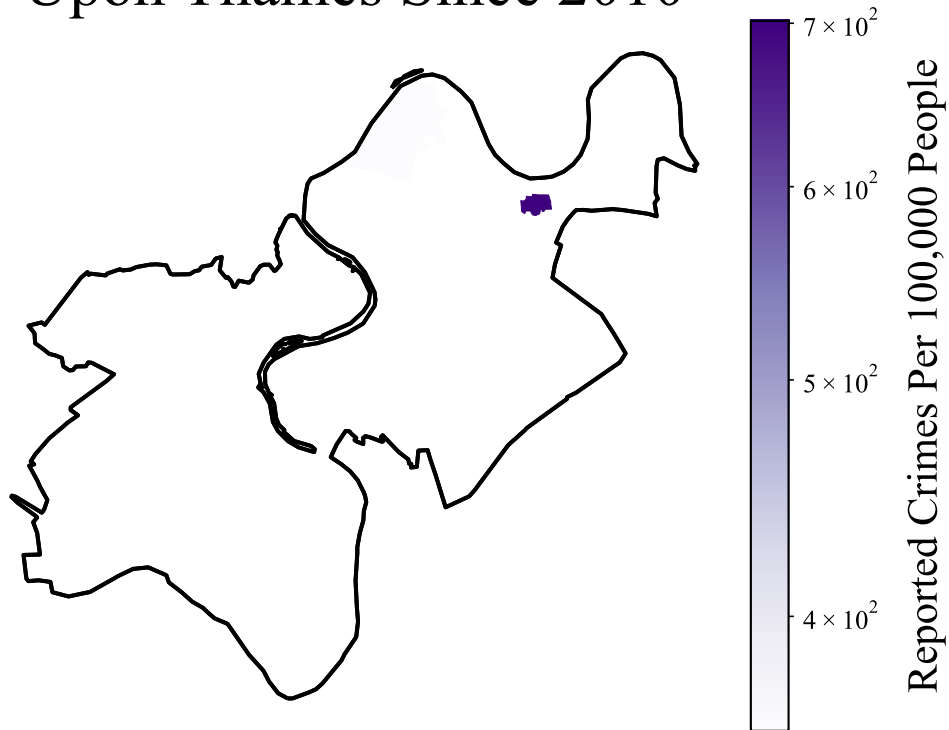 Upon Thames Since 2010
7 × 10²
6 × 10²
5 × 10²
4 × 10²
Reported Crimes Per 100,000 People